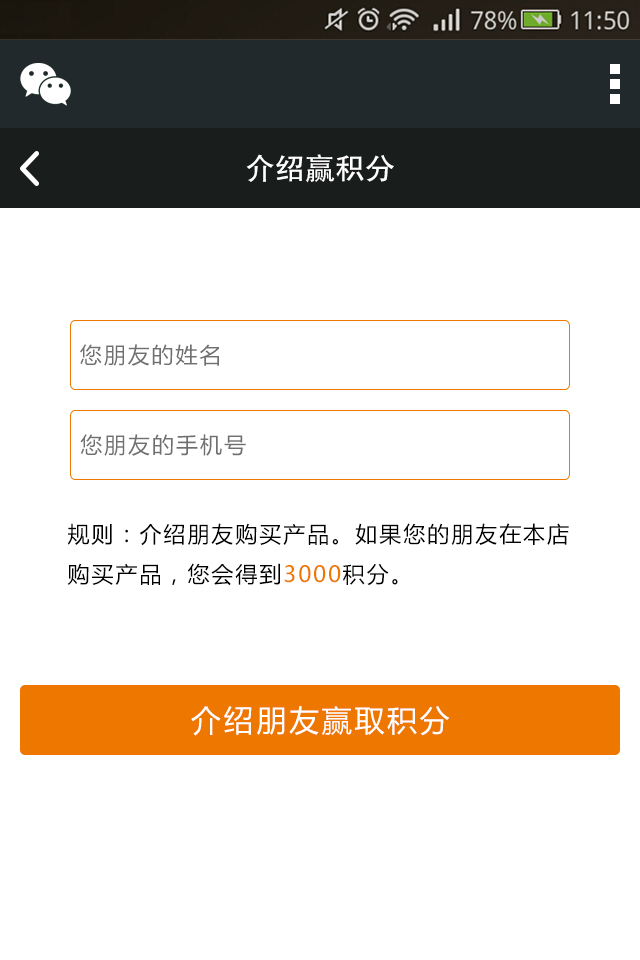 78% 11:50
介绍赢积分
您朋友的姓名
您朋友的手机号
规则：介绍朋友购买产品。如果您的朋友在本店
购买产品，您会得到3000积分。
介绍朋友赢取积分